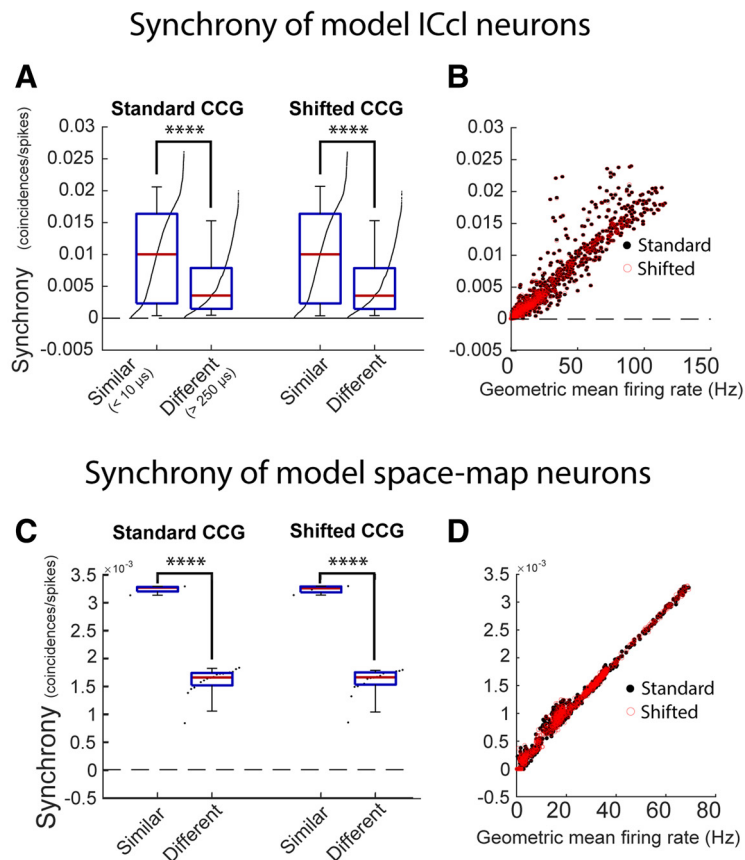 Synchrony of model ICcl neurons
A
Standard CCG
Shifted CCG
****
****
Synchrony (coincidences/spikes)
0.03
0.025
0.02
0.015
0.01
0.005
0
-0.005
Similar
(< 10 µs)
Different
(> 250 µs)
Similar
Different
B
0.03
0.025
0.02
0.015
0.01
0.005
0
-0.005
Standard
Shifted
0
50
100
150
Geometric mean firing rate (Hz)
Synchrony of model space-map neurons
C
Standard CCG
Shifted CCG
****
****
Synchrony (coincidences/spikes)
×10⁻³
3.5
3
2.5
2
1.5
1
0.5
0
-0.5
Similar
Different
Similar
Different
D
×10⁻³
3.5
3
2.5
2
1.5
1
0.5
0
-0.5
Standard
Shifted
0
20
40
60
80
Geometric mean firing rate (Hz)